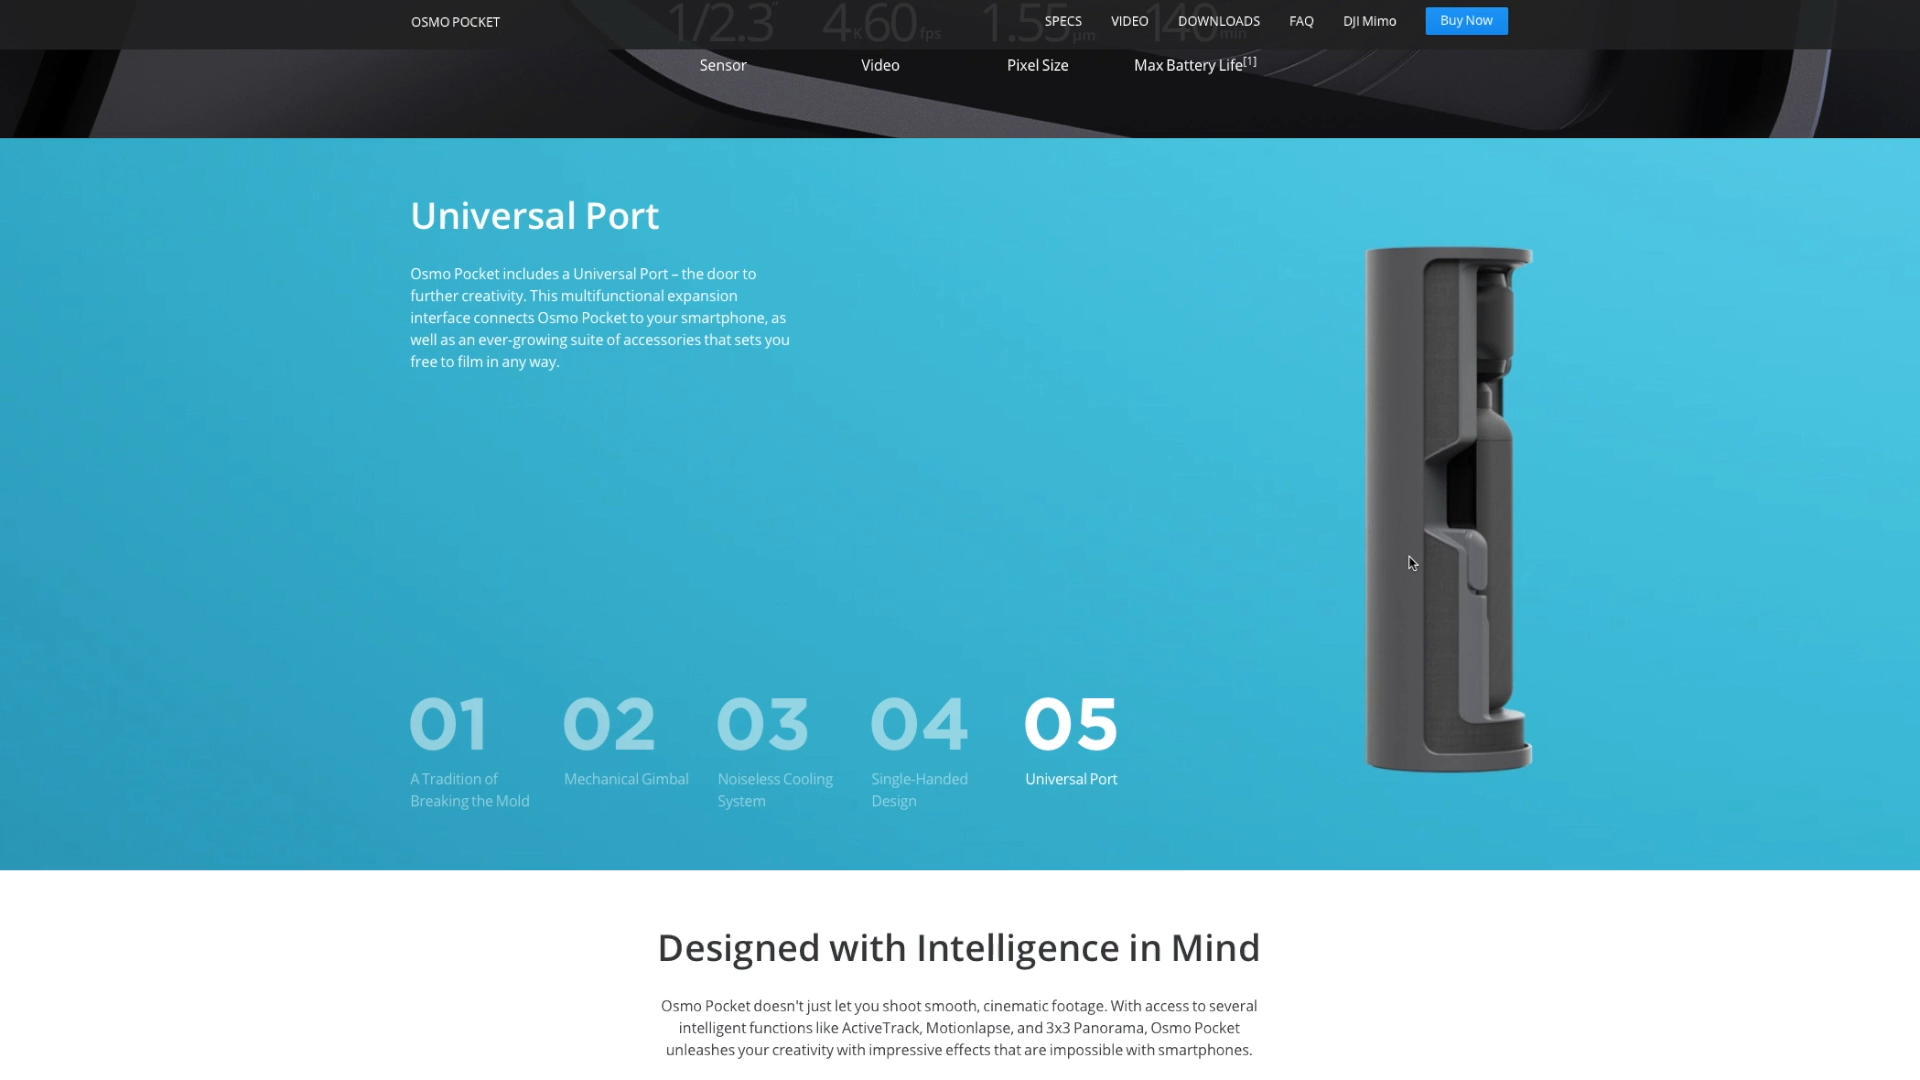 OSMO POCKET
SPECS VIDEO DOWNLOADS FAQ DJI Mimo Buy Now
1/2.3" 4K60fps 1.55μm 140min
Sensor Video Pixel Size Max Battery Life[1]
Universal Port
Osmo Pocket includes a Universal Port – the door to
further creativity. This multifunctional expansion
interface connects Osmo Pocket to your smartphone, as
well as an ever-growing suite of accessories that sets you
free to film in any way.
01 02 03 04 05
A Tradition of
Breaking the Mold
Mechanical Gimbal
Noiseless Cooling
System
Single-Handed
Design
Universal Port
Designed with Intelligence in Mind
Osmo Pocket doesn't just let you shoot smooth, cinematic footage. With access to several
intelligent functions like ActiveTrack, Motionlapse, and 3x3 Panorama, Osmo Pocket
unleashes your creativity with impressive effects that are impossible with smartphones.